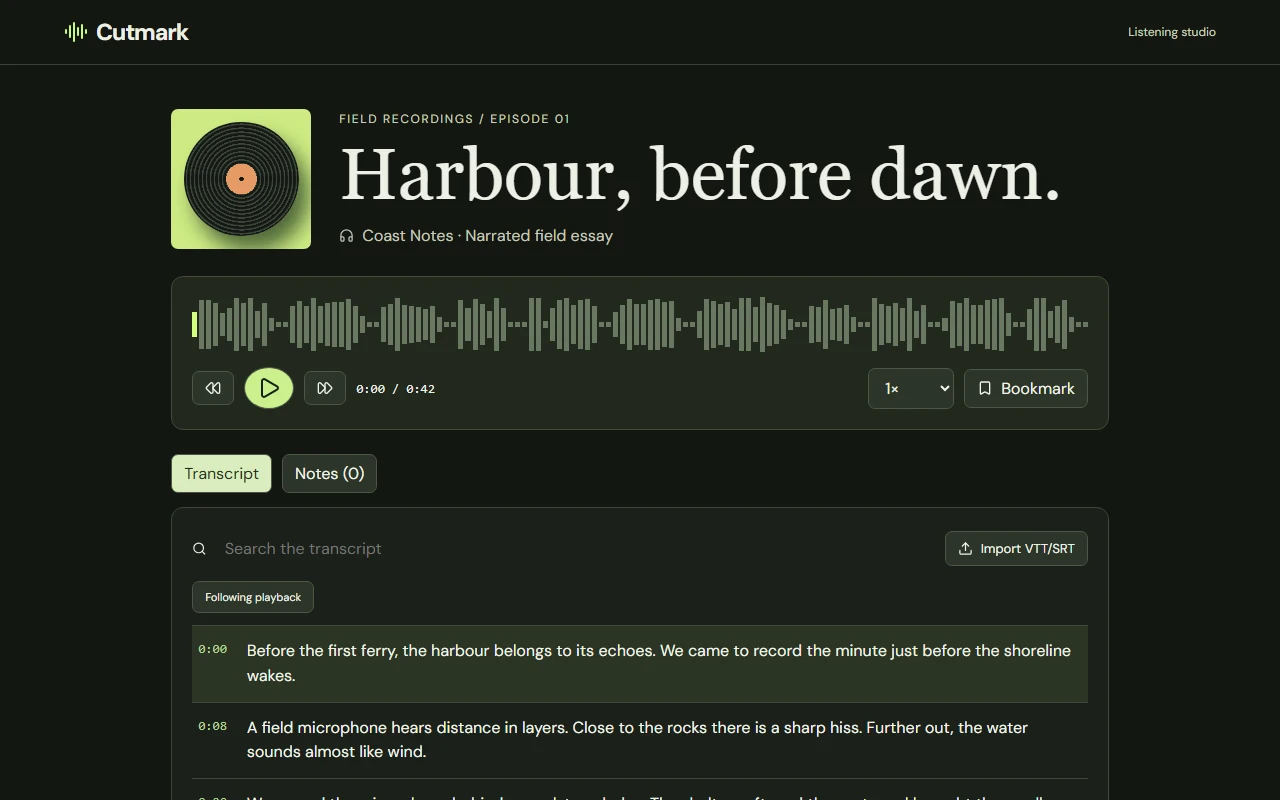 Cutmark
Listening studio
FIELD RECORDINGS / EPISODE 01
Harbour, before dawn.
Coast Notes · Narrated field essay
0:00 / 0:42
1×
Bookmark
Transcript
Notes (0)
Search the transcript
Import VTT/SRT
Following playback
0:00
Before the first ferry, the harbour belongs to its echoes. We came to record the minute just before the shoreline
wakes.
0:08
A field microphone hears distance in layers. Close to the rocks there is a sharp hiss. Further out, the water
sounds almost like wind.